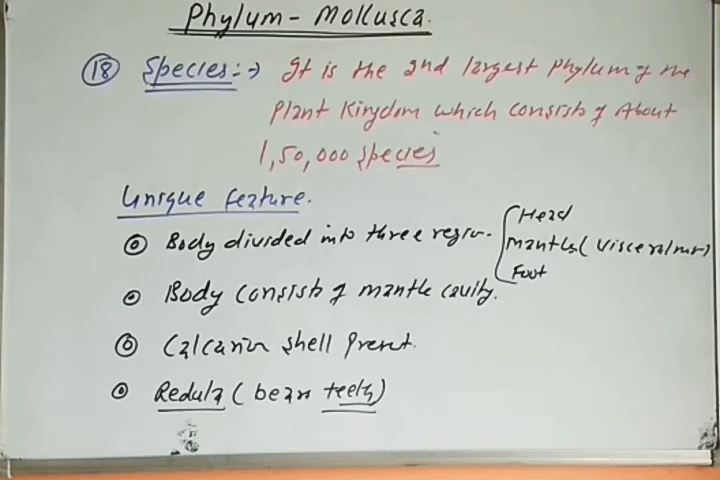 Phylum - Mollusca.
18 Species:→ It is the 2nd largest Phylum of the
Plant Kingdom which consists of About
1,50,000 species
Unique feature.
Body divided into three region. Head
Mantle (Visceral mass)
Foot
Body consists of mantle cavity.
Calcarious shell present.
Redula (bears teeth)